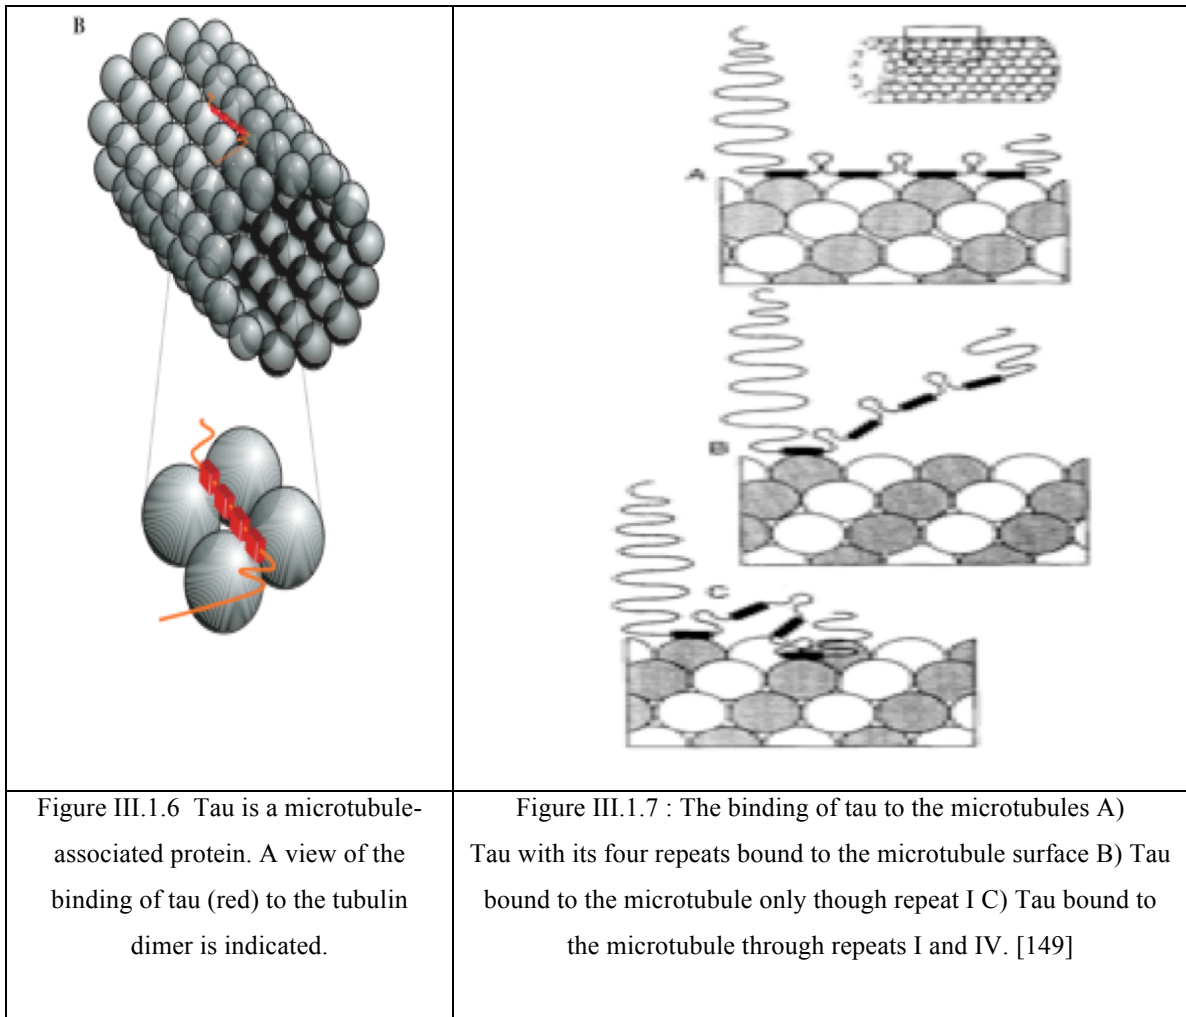 B
A
B
C
Figure III.1.6 Tau is a microtubule-
associated protein. A view of the
binding of tau (red) to the tubulin
dimer is indicated.
Figure III.1.7 : The binding of tau to the microtubules A)
Tau with its four repeats bound to the microtubule surface B) Tau
bound to the microtubule only though repeat I C) Tau bound to
the microtubule through repeats I and IV. [149]